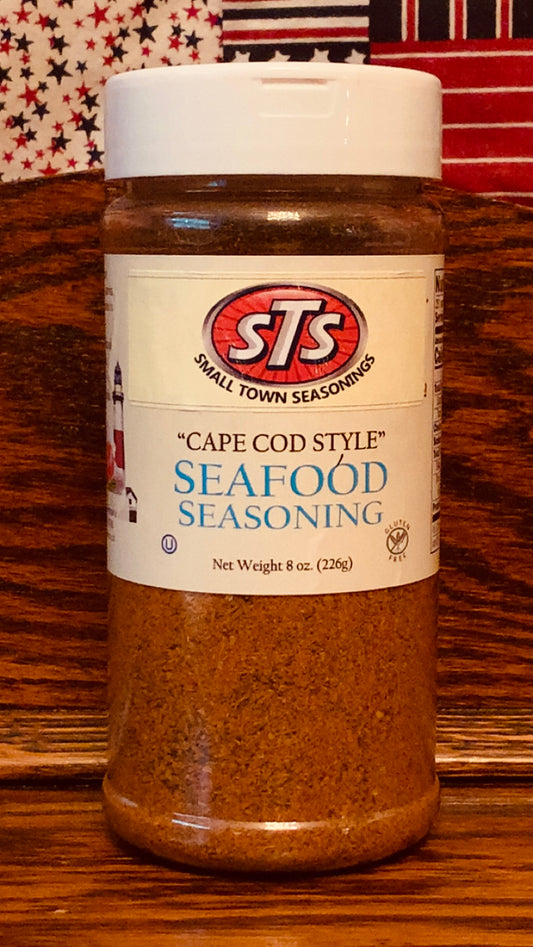 STS
SMALL TOWN SEASONINGS
"CAPE COD STYLE"
SEAFOOD
SEASONING
U
GLUTEN
FREE
Net Weight 8 oz. (226g)